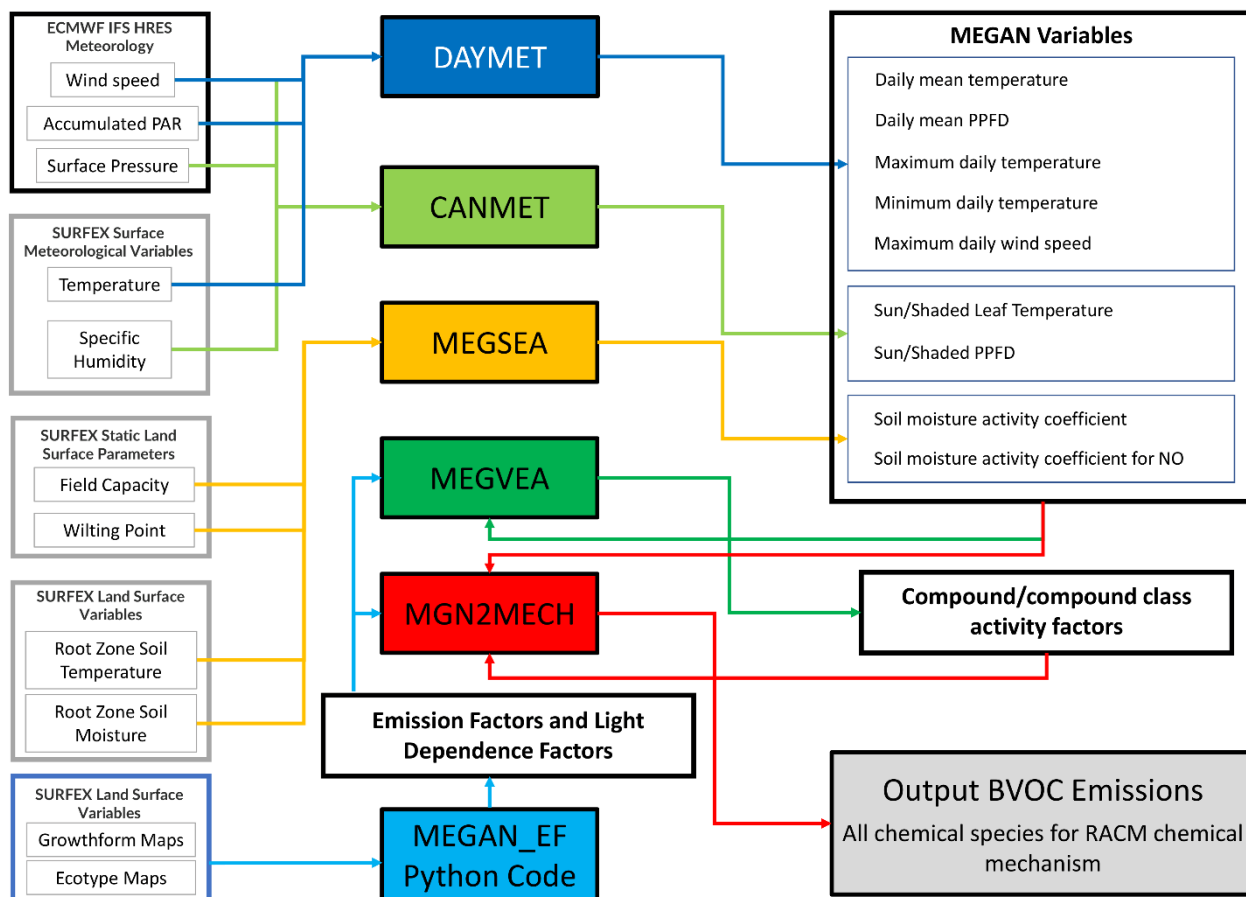 ECMWF IFS HRES
Meteorology
Wind speed
Accumulated PAR
Surface Pressure
SURFEX Surface
Meteorological Variables
Temperature
Specific
Humidity
SURFEX Static Land
Surface Parameters
Field Capacity
Wilting Point
SURFEX Land Surface
Variables
Root Zone Soil
Temperature
Root Zone Soil
Moisture
SURFEX Land Surface
Variables
Growthform Maps
Ecotype Maps
DAYMET
CANMET
MEGSEA
MEGVEA
MGN2MECH
Emission Factors and Light
Dependence Factors
MEGAN_EF
Python Code
MEGAN Variables
Daily mean temperature
Daily mean PPFD
Maximum daily temperature
Minimum daily temperature
Maximum daily wind speed
Sun/Shaded Leaf Temperature
Sun/Shaded PPFD
Soil moisture activity coefficient
Soil moisture activity coefficient for NO
Compound/compound class
activity factors
Output BVOC Emissions
All chemical species for RACM chemical
mechanism